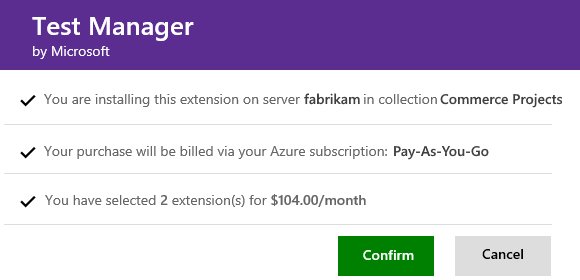 Test Manager
by Microsoft
You are installing this extension on server fabrikam in collection Commerce Projects
Your purchase will be billed via your Azure subscription: Pay-As-You-Go
You have selected 2 extension(s) for $104.00/month
Confirm Cancel